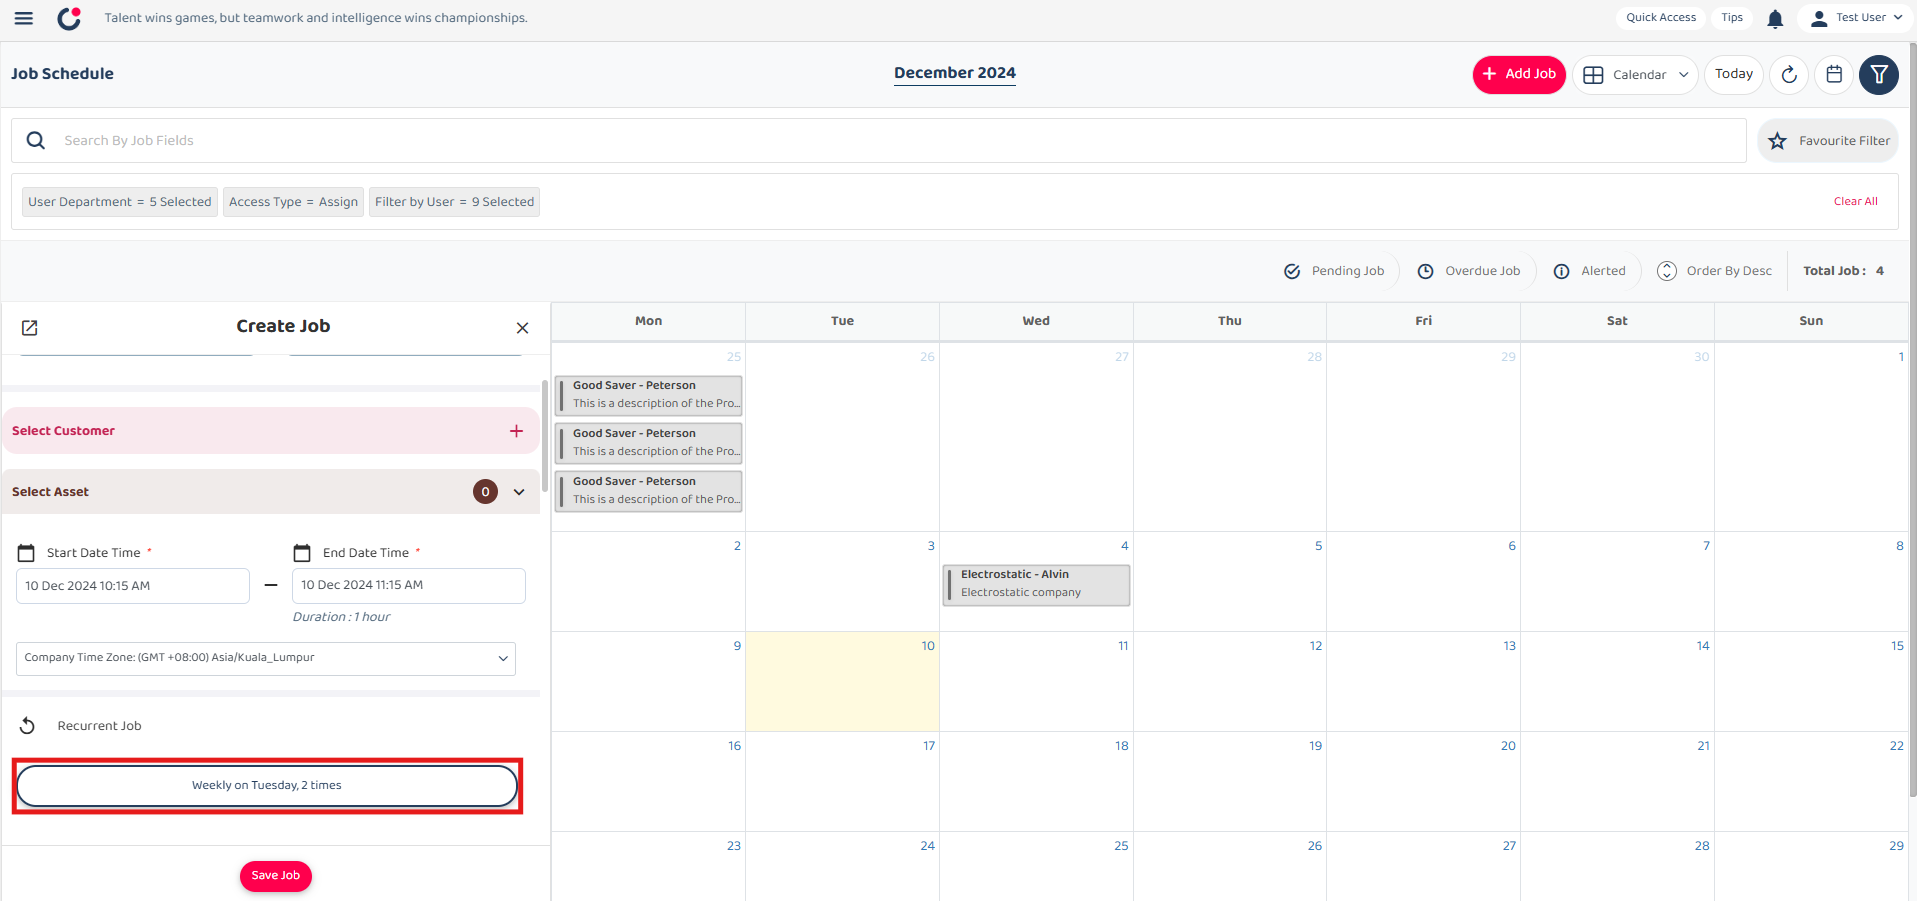 Talent wins games, but teamwork and intelligence wins championships.
Quick Access
Tips
Test User
Job Schedule
December 2024
+ Add Job
Calendar
Today
Search By Job Fields
Favourite Filter
User Department = 5 Selected
Access Type = Assign
Filter by User = 9 Selected
Clear All
Pending Job
Overdue Job
Alerted
Order By Desc
Total Job : 4
Create Job
Select Customer
Select Asset
0
Start Date Time *
End Date Time *
10 Dec 2024 10:15 AM
10 Dec 2024 11:15 AM
Duration : 1 hour
Company Time Zone: (GMT +08:00) Asia/Kuala_Lumpur
Recurrent Job
Weekly on Tuesday, 2 times
Save Job
Mon Tue Wed Thu Fri Sat Sun
25 26 27 28 29 30 1
Good Saver - Peterson
This is a description of the Pro...
Good Saver - Peterson
This is a description of the Pro...
Good Saver - Peterson
This is a description of the Pro...
2 3 4 5 6 7 8
Electrostatic - Alvin
Electrostatic company
9 10 11 12 13 14 15
16 17 18 19 20 21 22
23 24 25 26 27 28 29